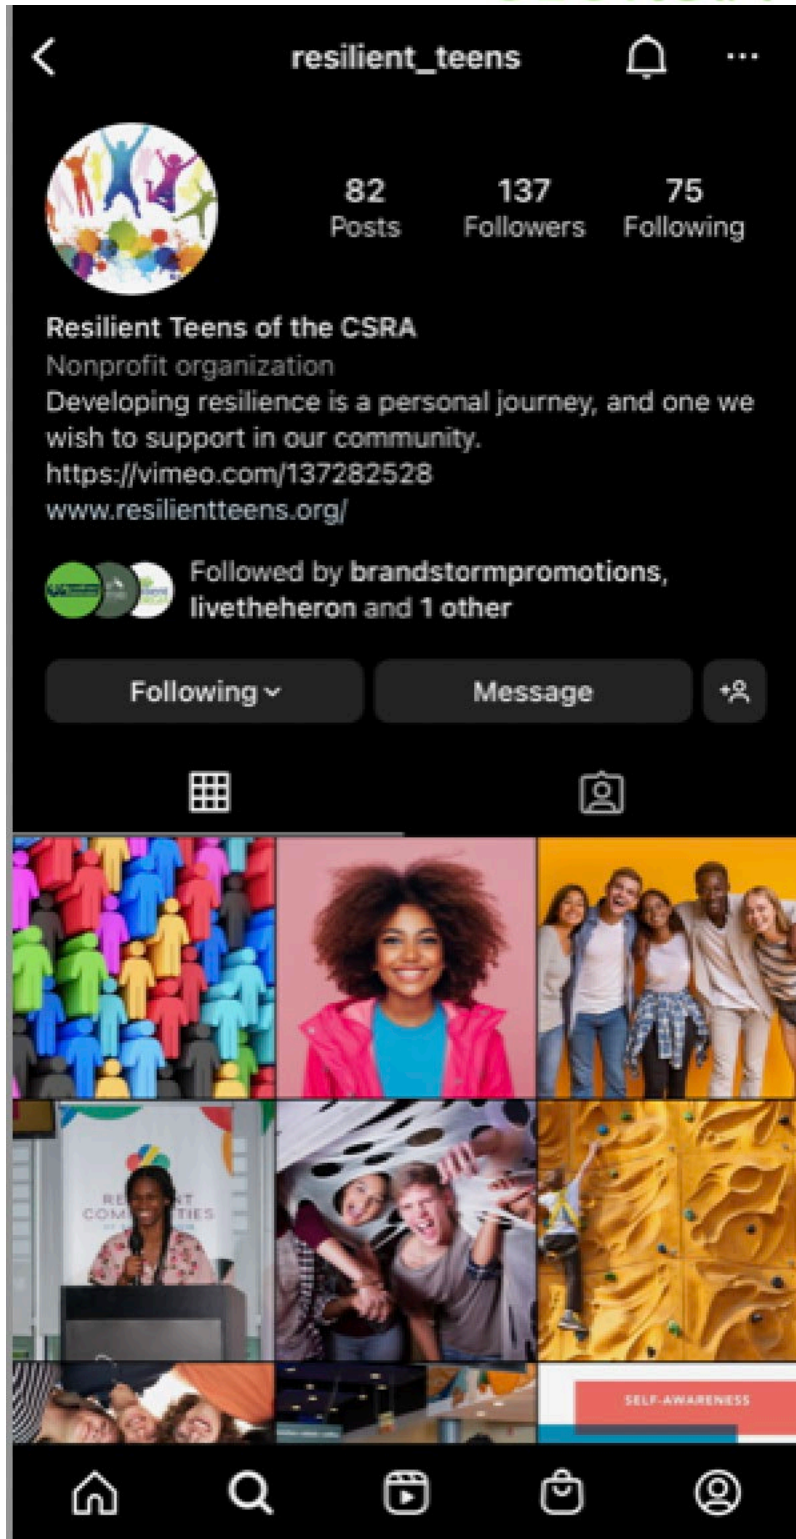 resilient_teens
82
137
75
Posts
Followers
Following
Resilient Teens of the CSRA
Nonprofit organization
Developing resilience is a personal journey, and one we
wish to support in our community.
https://vimeo.com/137282528
www.resilientteens.org/
Followed by brandstormpromotions,
livetheheron and 1 other
Following
Message
SELF-AWARENESS